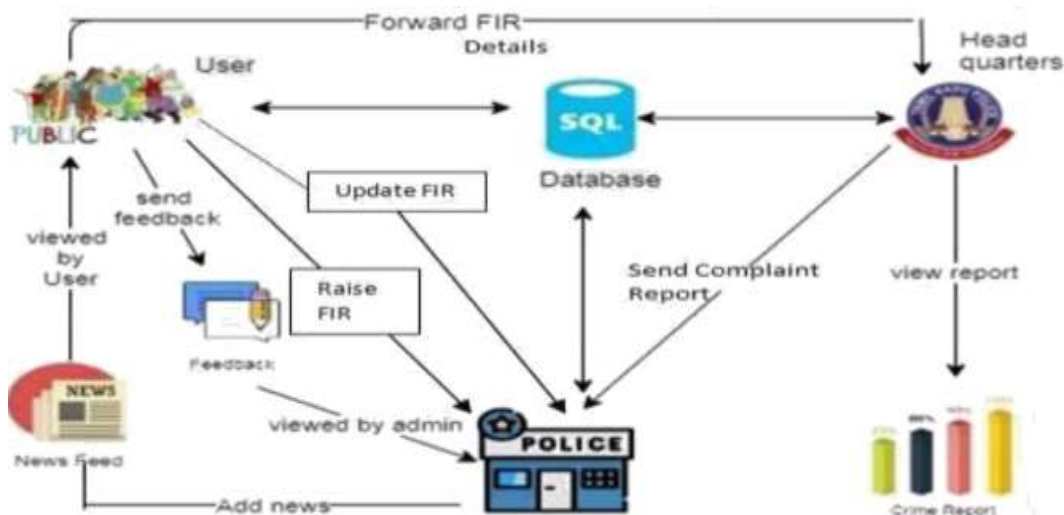 Forward FIR
Details
User
Head
quarters
PUBLIC
SQL
Database
Update FIR
send
feedback
viewed
by
User
Raise
FIR
Send Complaint
Report
view report
Feedback
NEWS
News Feed
viewed by admin
POLICE
Add news
Crime Report